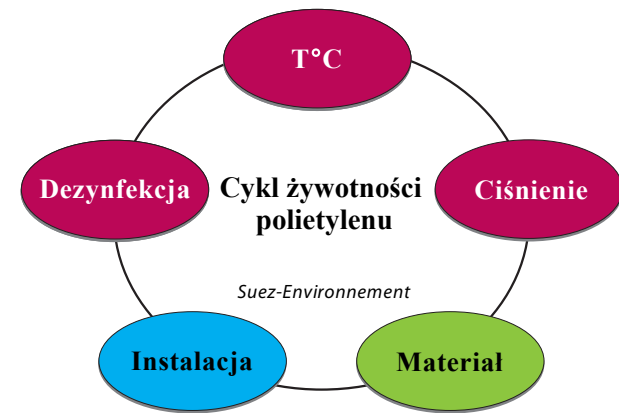 T°C
Dezynfekcja
Cykl żywotności
polietylenu
Ciśnienie
Suez-Environnement
Instalacja
Materiał